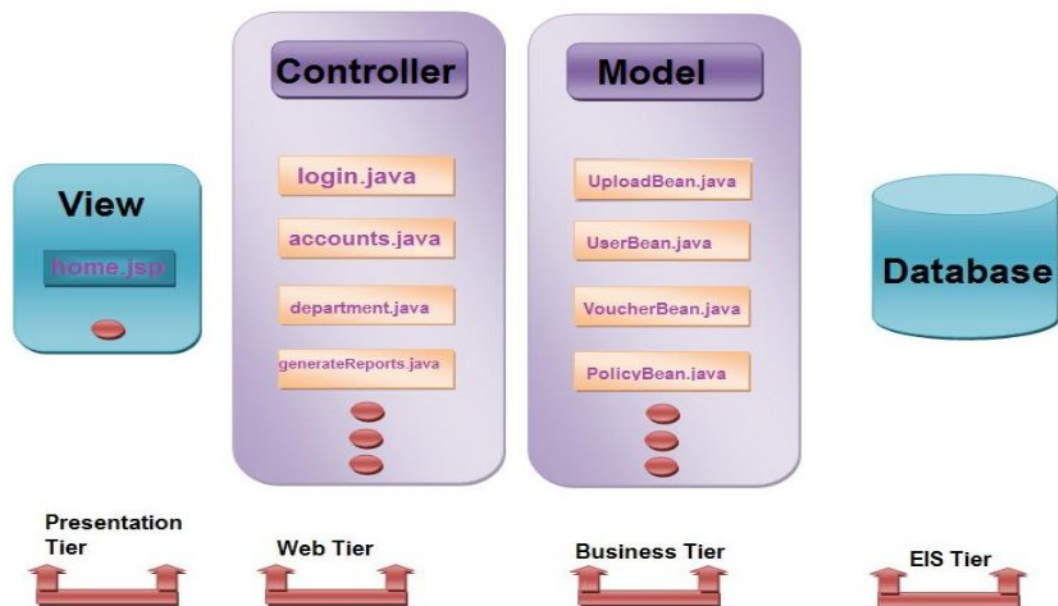 View
home.jsp
Controller
login.java
accounts.java
department.java
generateReports.java
Model
UploadBean.java
UserBean.java
VoucherBean.java
PolicyBean.java
Database
Presentation
Tier
Web Tier
Business Tier
EIS Tier